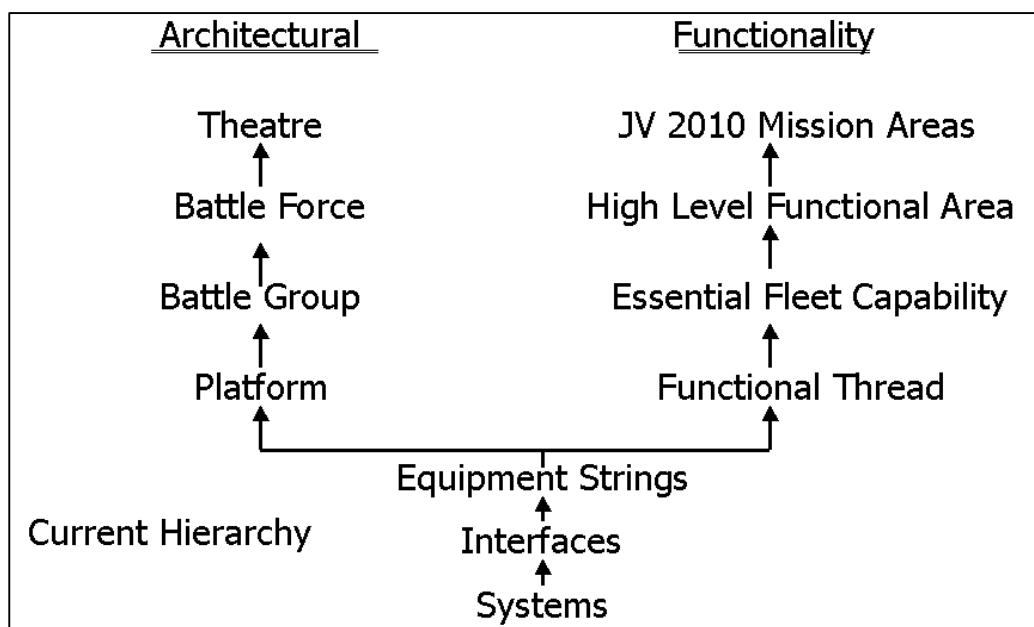 Architectural
Functionality
Theatre
JV 2010 Mission Areas
Battle Force
High Level Functional Area
Battle Group
Essential Fleet Capability
Platform
Functional Thread
Equipment Strings
Current Hierarchy
Interfaces
Systems